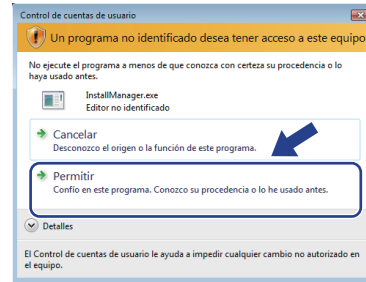 Control de cuentas de usuario
Un programa no identificado desea tener acceso a este equipo
No ejecute el programa a menos de que conozca con certeza su procedencia o lo
haya usado antes.
InstallManager.exe
Editor no identificado
Cancelar
Desconozco el origen o la función de este programa.
Permitir
Confío en este programa. Conozco su procedencia o lo he usado antes.
Detalles
El Control de cuentas de usuario le ayuda a impedir cualquier cambio no autorizado en
el equipo.